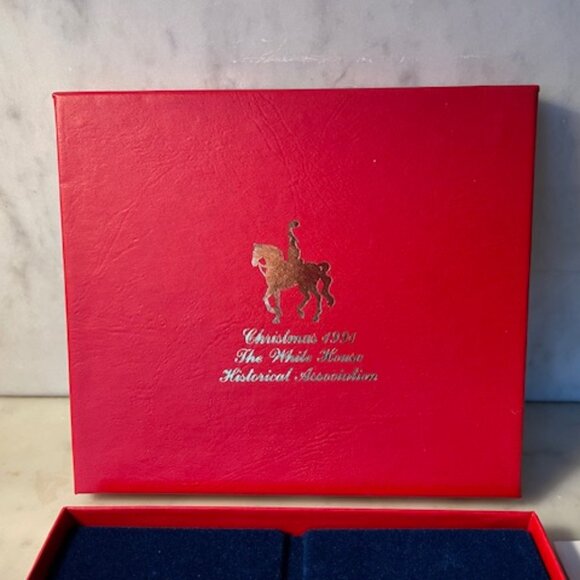 Christmas 1991
The White House
Historical Association